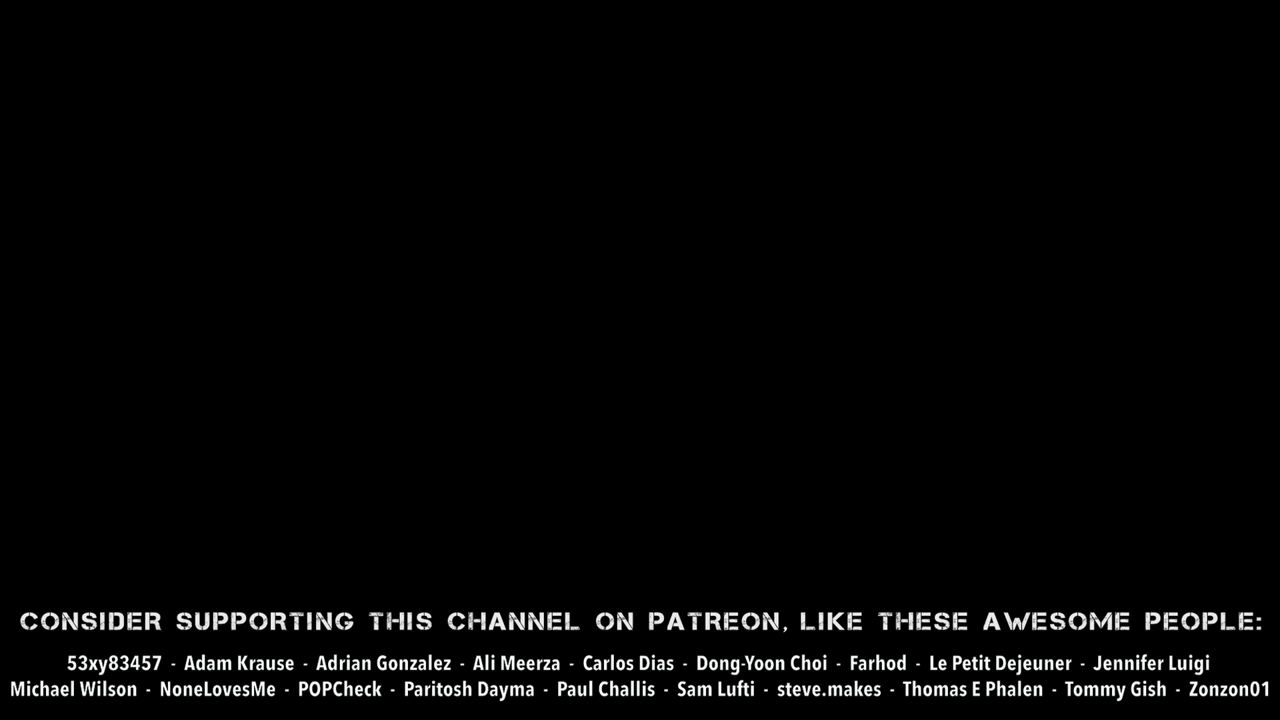 CONSIDER SUPPORTING THIS CHANNEL ON PATREON, LIKE THESE AWESOME PEOPLE:
53xy83457 - Adam Krause - Adrian Gonzalez - Ali Meerza - Carlos Dias - Dong-Yoon Choi - Farhod - Le Petit Dejeuner - Jennifer Luigi
Michael Wilson - NoneLovesMe - POPCheck - Paritosh Dayma - Paul Challis - Sam Lufti - steve.makes - Thomas E Phalen - Tommy Gish - Zonzon01